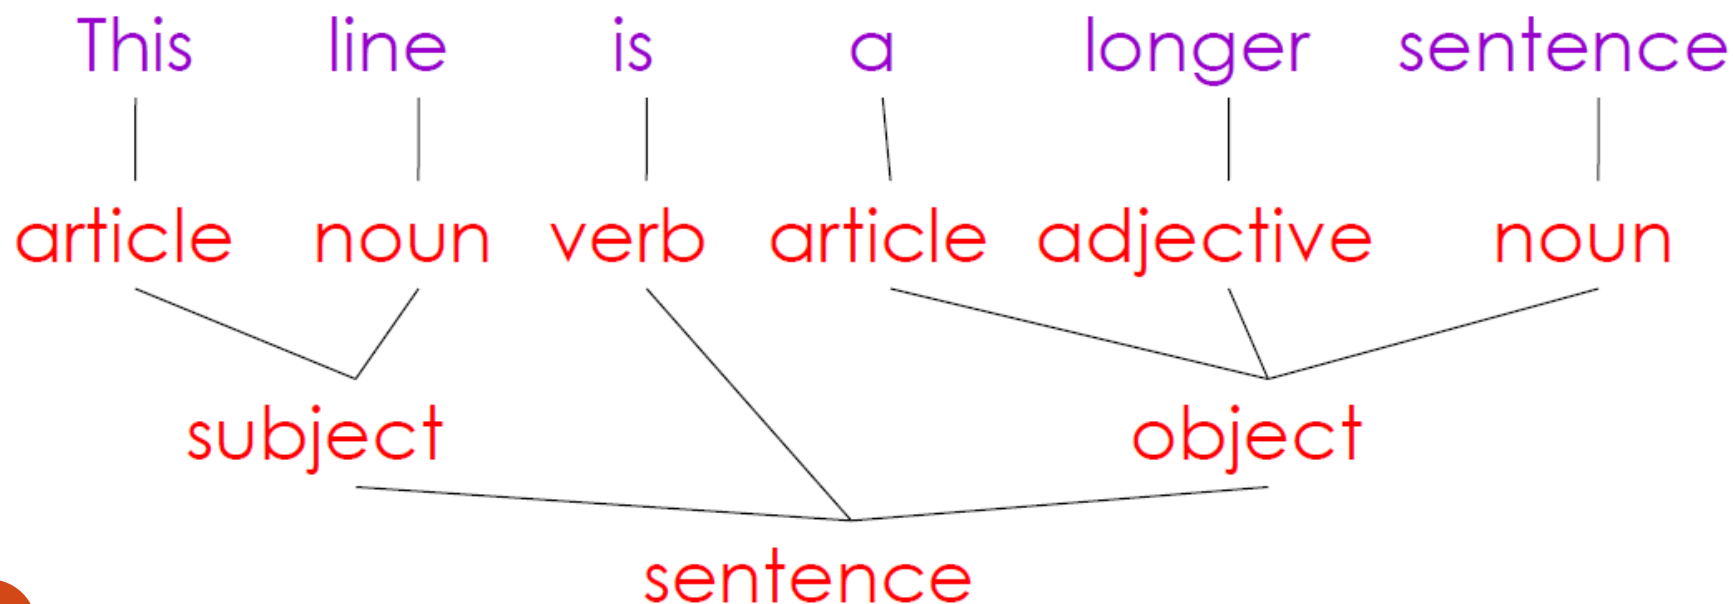 This line is a longer sentence
article noun verb article adjective noun
subject object
sentence